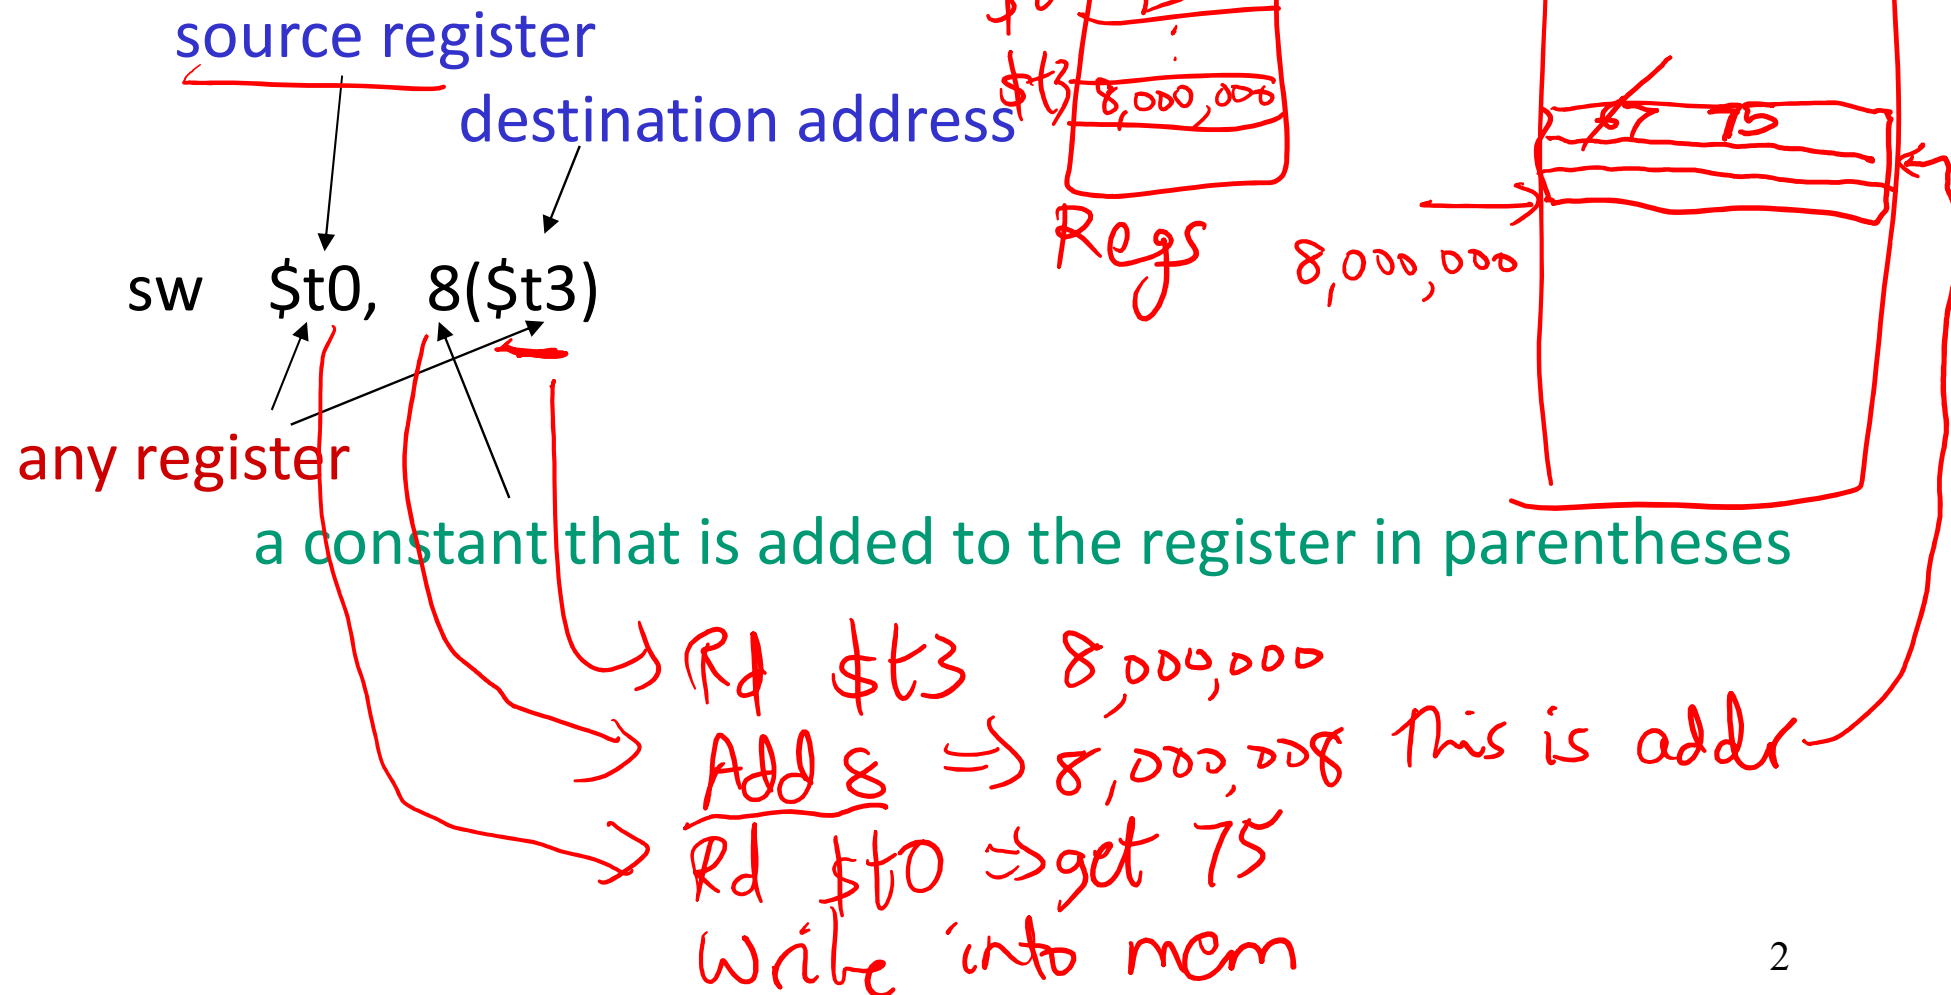 source register
destination address
$t3 8,000,000
67 75
sw $t0, 8($t3)
Regs
8,000,000
any register
a constant that is added to the register in parentheses
Rd $t3 8,000,000
Add 8 => 8,000,008 This is addr
Rd $t0 => get 75
Write into mem
2